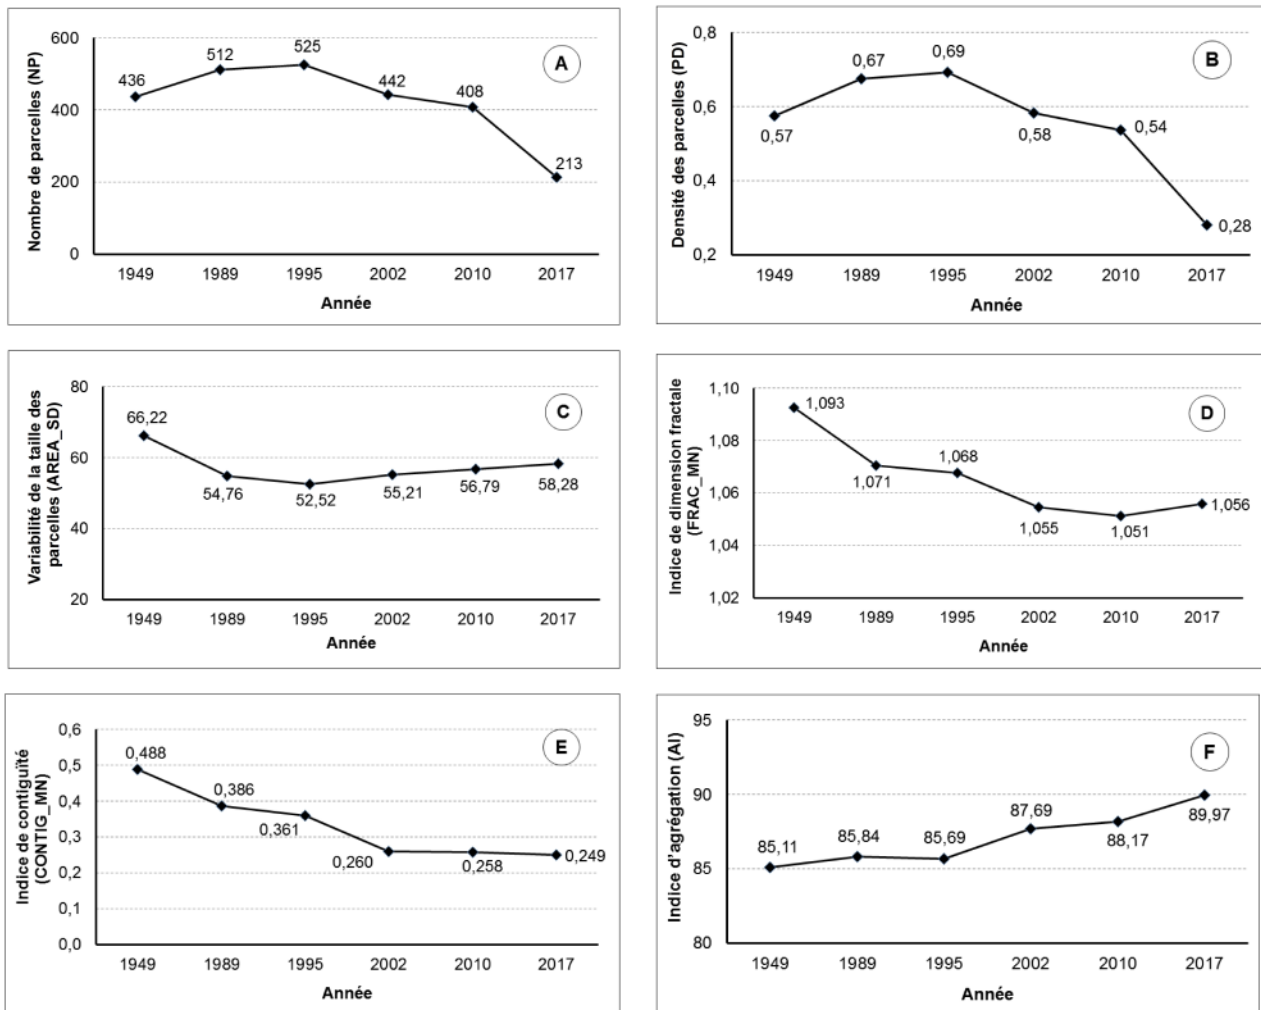 600
400
200
0
436
512
525
442
408
213
A
1949 1989 1995 2002 2010 2017
Année
Nombre de parcelles (NP)
0,8
0,6
0,4
0,2
0,57
0,67
0,69
0,58
0,54
0,28
B
1949 1989 1995 2002 2010 2017
Année
Densité des parcelles (PD)
80
60
40
20
66,22
54,76
52,52
55,21
56,79
58,28
C
1949 1989 1995 2002 2010 2017
Année
Variabilité de la taille des
parcelles (AREA_SD)
1,10
1,08
1,06
1,04
1,02
1,093
1,071
1,068
1,055
1,051
1,056
D
1949 1989 1995 2002 2010 2017
Année
Indice de dimension fractale
(FRAC_MN)
0,6
0,5
0,4
0,3
0,2
0,1
0,0
0,488
0,386
0,361
0,260
0,258
0,249
E
1949 1989 1995 2002 2010 2017
Année
Indice de contiguïté
(CONTIG_MN)
95
90
85
80
85,11
85,84
85,69
87,69
88,17
89,97
F
1949 1989 1995 2002 2010 2017
Année
Indice d'agrégation (AI)